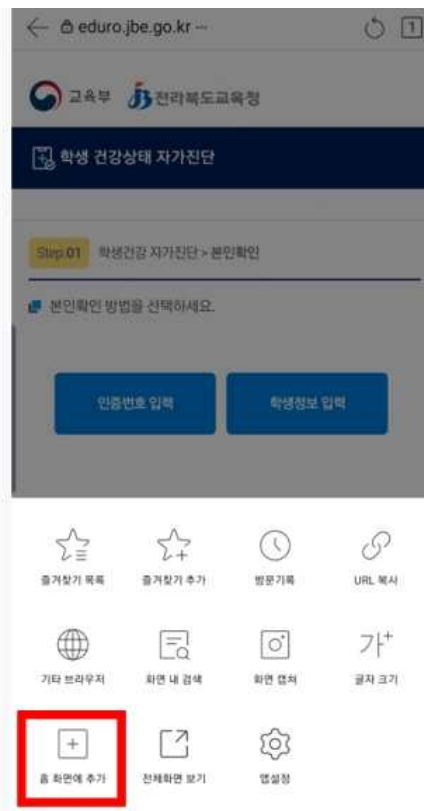 eduro.jbe.go.kr
1
교육부 전라북도교육청
학생 건강상태 자가진단
Step.01 학생건강 자가진단 > 본인확인
본인확인 방법을 선택하세요.
인증번호 입력 학생정보 입력
즐겨찾기 목록 즐겨찾기 추가 방문기록 URL 복사
가+
기타 브라우저 화면 내 검색 화면 캡쳐 글자 크기
홈 화면에 추가 전체화면 보기 앱설정